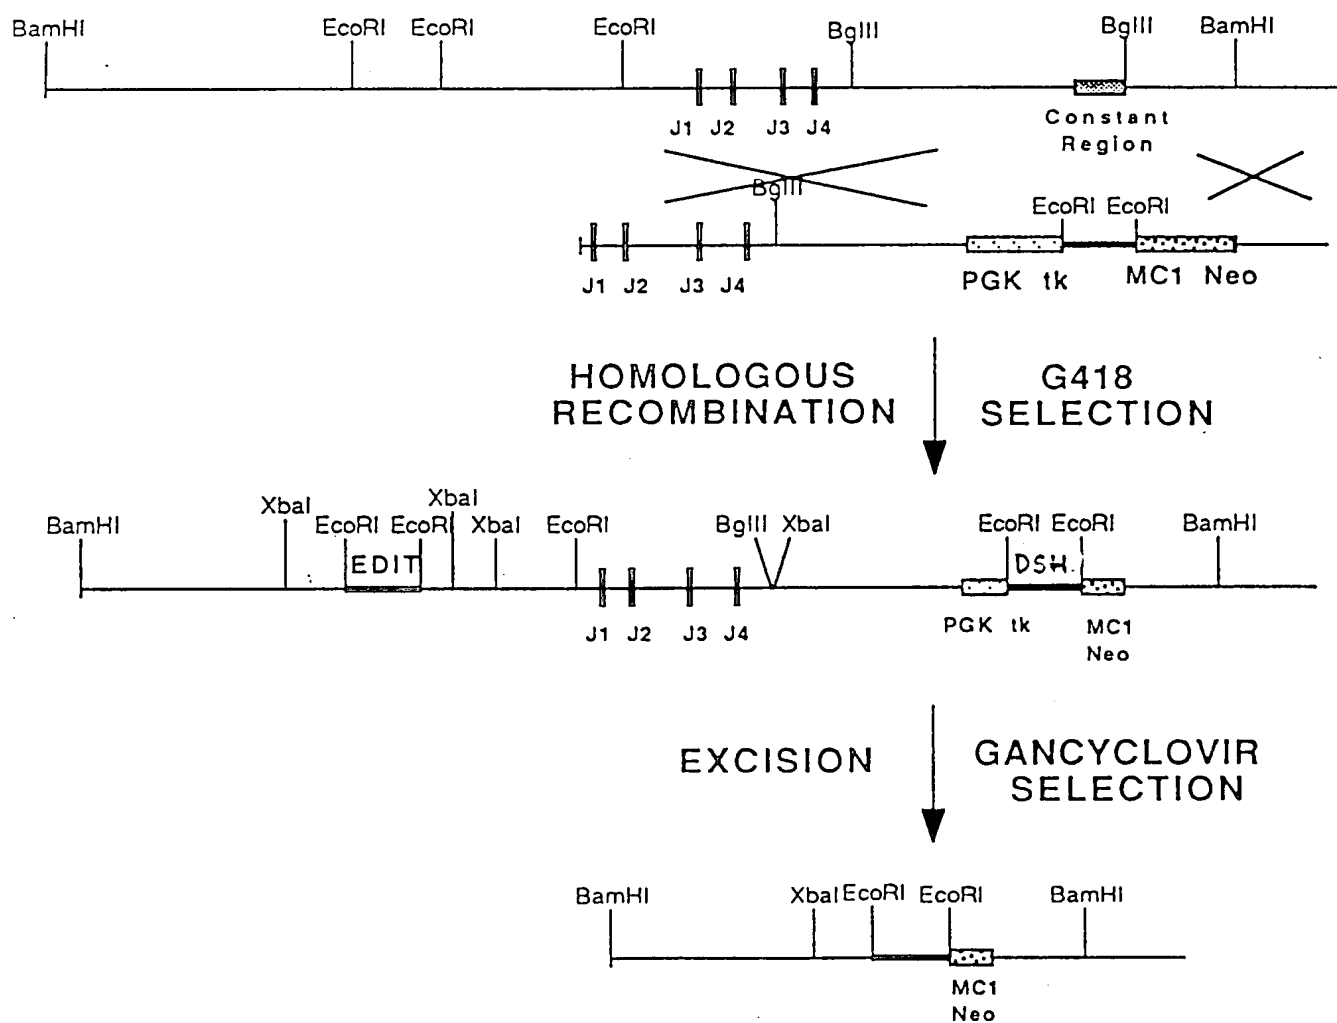 BamHI EcoRI EcoRI EcoRI BglII BglII BamHI
J1 J2 J3 J4
Constant
Region
BglII
EcoRI EcoRI
J1 J2 J3 J4
PGK tk MC1 Neo
HOMOLOGOUS
RECOMBINATION
G418
SELECTION
BamHI XbaI EcoRI EcoRI XbaI XbaI EcoRI BglII XbaI EcoRI EcoRI BamHI
EDIT
DSH.
J1 J2 J3 J4
PGK tk
MC1
Neo
EXCISION
GANCYCLOVIR
SELECTION
BamHI XbaI EcoRI EcoRI BamHI
MC1
Neo